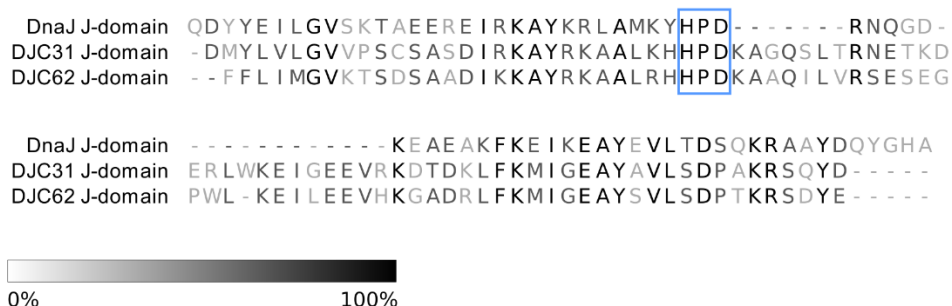 DnaJ J-domain QDYYEILGVSKTAEEREIRKAYKRLAMKYHPD-------RNQGD-
DJC31 J-domain -DMYLVLGVVPSCSASDIRKAYRKAALKHHPDKAGQSLTRNETKD
DJC62 J-domain --FFLIMGVKTSDSAADIKKAYRKAALRHHPDKAAQILVRSESEG
DnaJ J-domain ------------KEAEAKFKEIKEAYEVLTDSQKRAAYDQYGHA
DJC31 J-domain ERLWKEIGEEVRKDTDKLFKMIGEAYAVLSDPAKRSQYD-----
DJC62 J-domain PWL-KEILEEVHKGADRLFKMIGEAYSVLSDPTKRSDYE-----
0% 100%